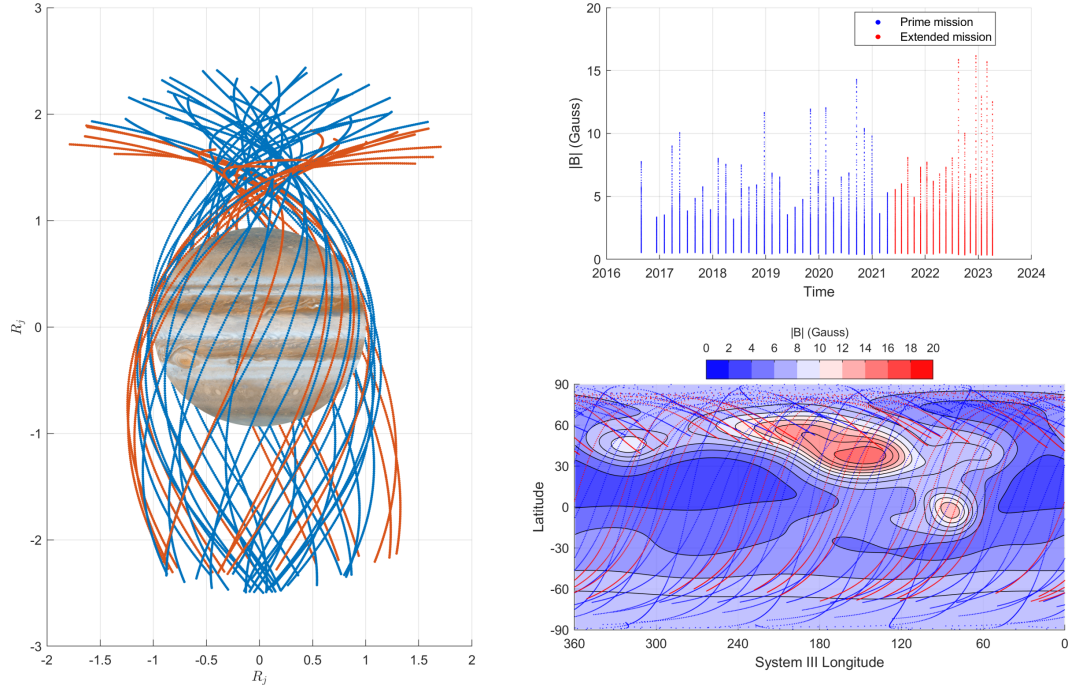 3
2
1
0
-1
-2
-3
R_j
-2 -1.5 -1 -0.5 0 0.5 1 1.5 2
R_j
20
15
10
5
0
|B| (Gauss)
Prime mission
Extended mission
2016 2017 2018 2019 2020 2021 2022 2023 2024
Time
|B| (Gauss)
0 2 4 6 8 10 12 14 16 18 20
90
60
30
0
-30
-60
-90
Latitude
360 300 240 180 120 60 0
System III Longitude